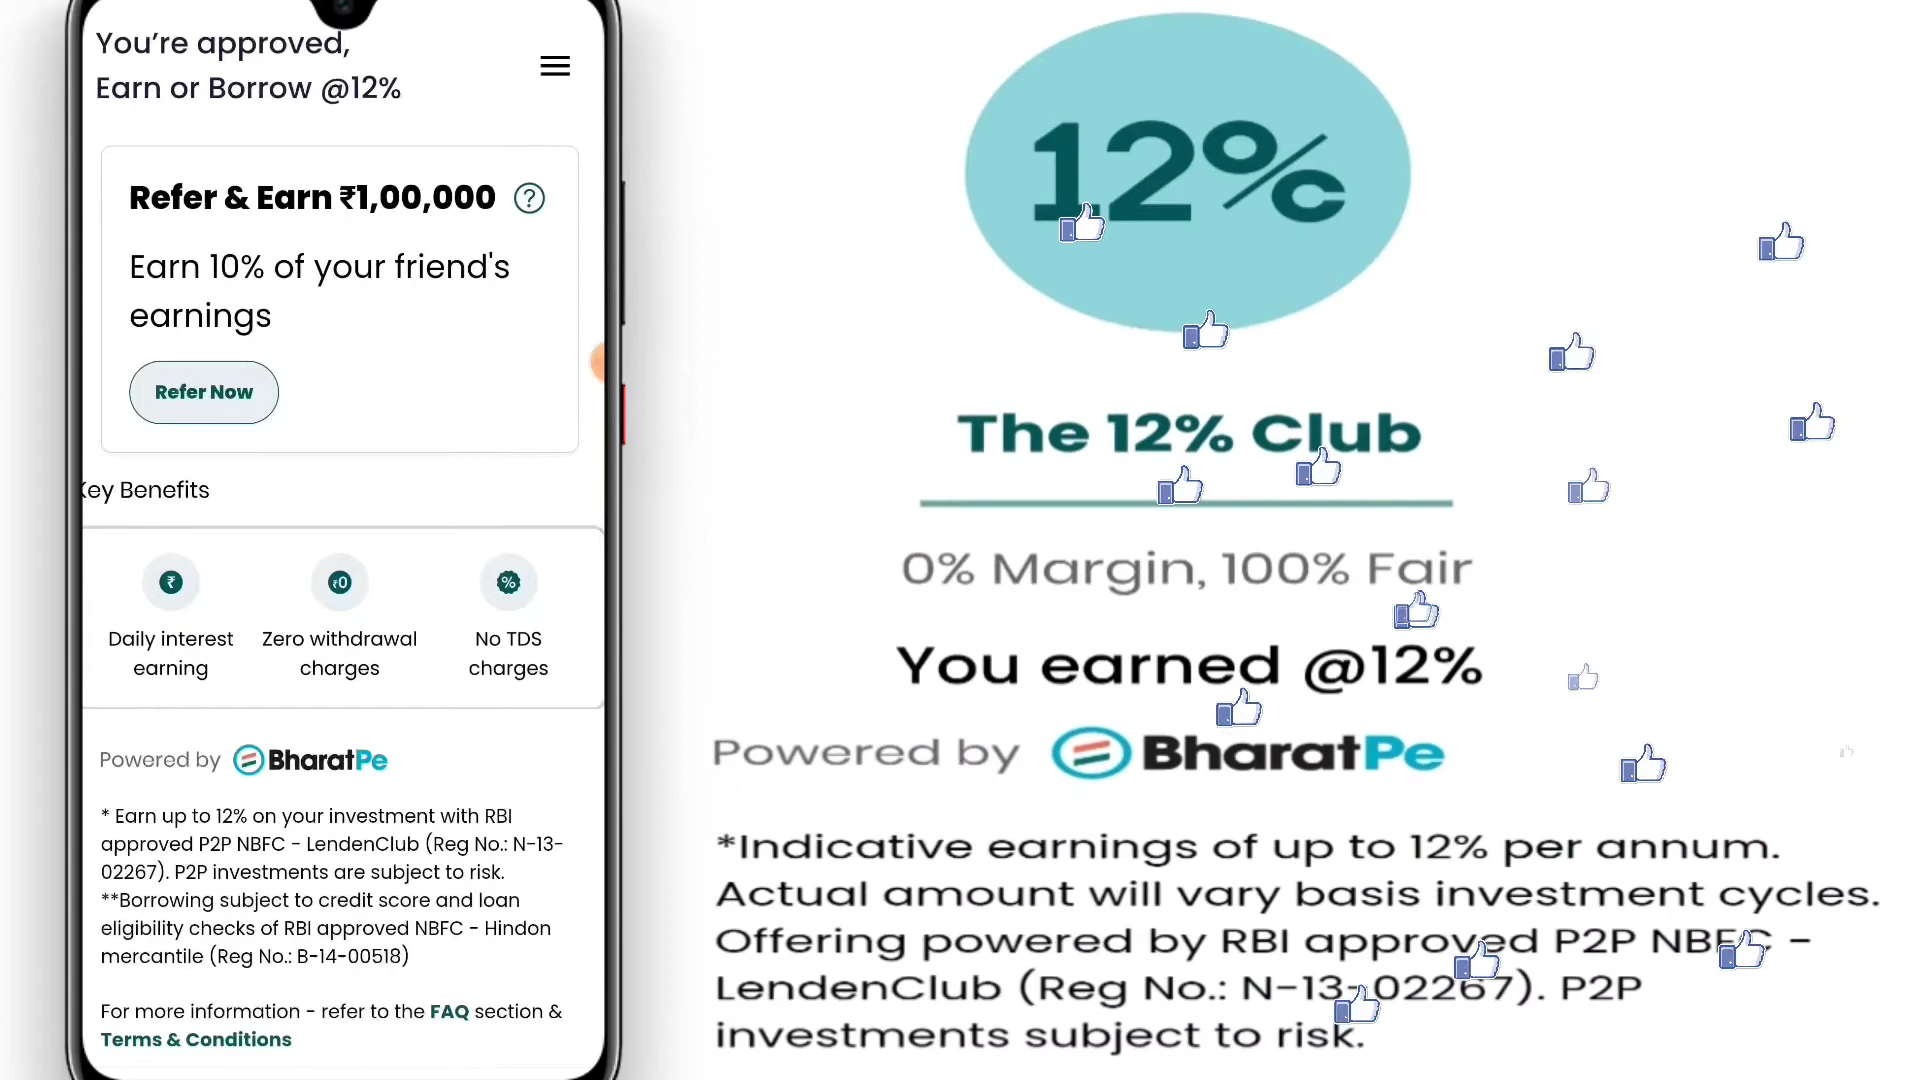 You're approved,
Earn or Borrow @12%
Refer & Earn ₹1,00,000 ?
Earn 10% of your friend's
earnings
Refer Now
Key Benefits
₹ ₹0 %
Daily interest
earning
Zero withdrawal
charges
No TDS
charges
Powered by BharatPe
* Earn up to 12% on your investment with RBI
approved P2P NBFC - LendenClub (Reg No.: N-13-
02267). P2P investments are subject to risk.
**Borrowing subject to credit score and loan
eligibility checks of RBI approved NBFC - Hindon
mercantile (Reg No.: B-14-00518)
For more information - refer to the FAQ section &
Terms & Conditions
12%
The 12% Club
0% Margin, 100% Fair
You earned @12%
Powered by BharatPe
*Indicative earnings of up to 12% per annum.
Actual amount will vary basis investment cycles.
Offering powered by RBI approved P2P NBFC -
LendenClub (Reg No.: N-13-02267). P2P
investments subject to risk.